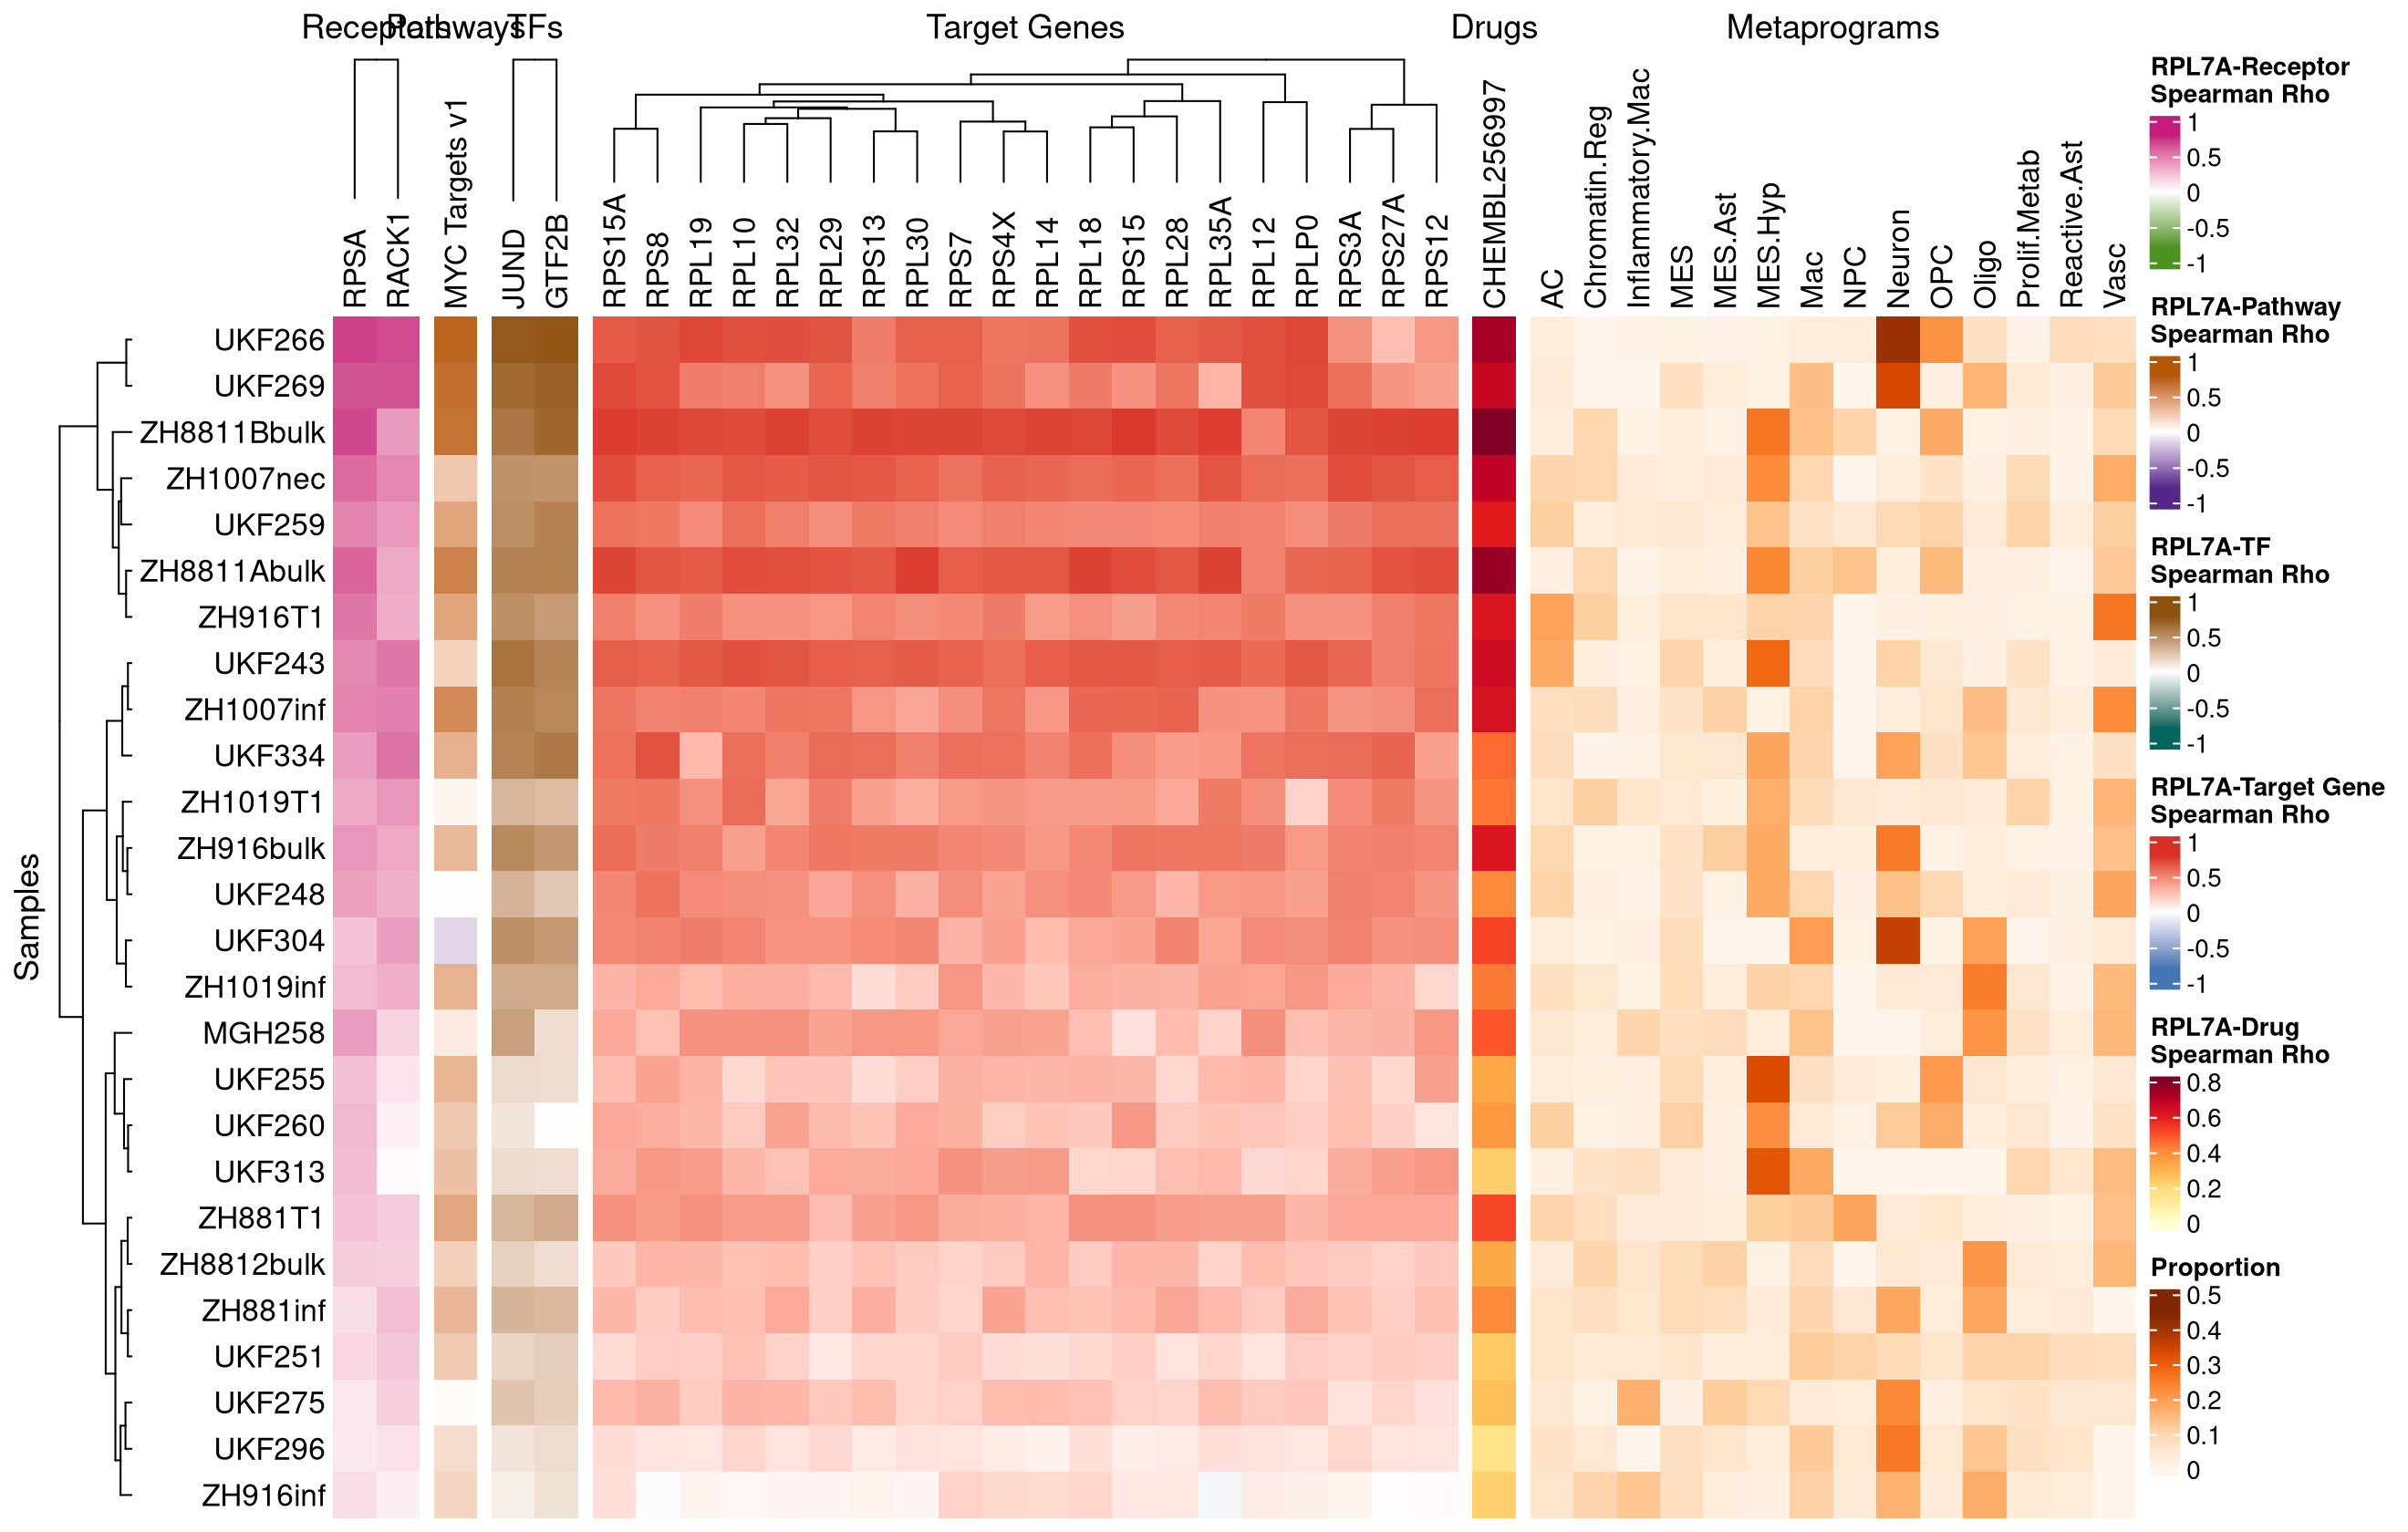 Receptors Pathways TFs Target Genes Drugs Metaprograms
RPSA RACK1 MYC Targets v1 JUND GTF2B RPS15A RPS8 RPL19 RPL10 RPL32 RPL29 RPS13 RPL30 RPS7 RPS4X RPL14 RPL18 RPS15 RPL28 RPL35A RPL12 RPLP0 RPS3A RPS27A RPS12 CHEMBL256997 AC Chromatin.Reg Inflammatory.Mac MES MES.Ast MES.Hyp Mac NPC Neuron OPC Oligo Prolif.Metab Reactive.Ast Vasc
Samples
UKF266
UKF269
ZH8811Bbulk
ZH1007nec
UKF259
ZH8811Abulk
ZH916T1
UKF243
ZH1007inf
UKF334
ZH1019T1
ZH916bulk
UKF248
UKF304
ZH1019inf
MGH258
UKF255
UKF260
UKF313
ZH881T1
ZH8812bulk
ZH881inf
UKF251
UKF275
UKF296
ZH916inf
RPL7A-Receptor
Spearman Rho
1
0.5
0
-0.5
-1
RPL7A-Pathway
Spearman Rho
1
0.5
0
-0.5
-1
RPL7A-TF
Spearman Rho
1
0.5
0
-0.5
-1
RPL7A-Target Gene
Spearman Rho
1
0.5
0
-0.5
-1
RPL7A-Drug
Spearman Rho
0.8
0.6
0.4
0.2
0
Proportion
0.5
0.4
0.3
0.2
0.1
0